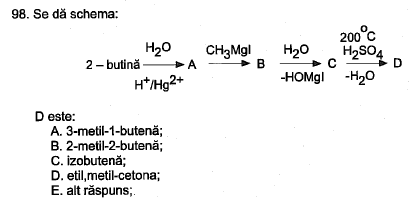 98. Se dă schema:
200°C
H₂O CH₃MgI H₂O H₂SO₄
2 – butină A B C D
H⁺/Hg²⁺ -HOMgI -H₂O
D este:
A. 3-metil-1-butenă;
B. 2-metil-2-butenă;
C. izobutenă;
D. etil,metil-cetona;
E. alt răspuns;